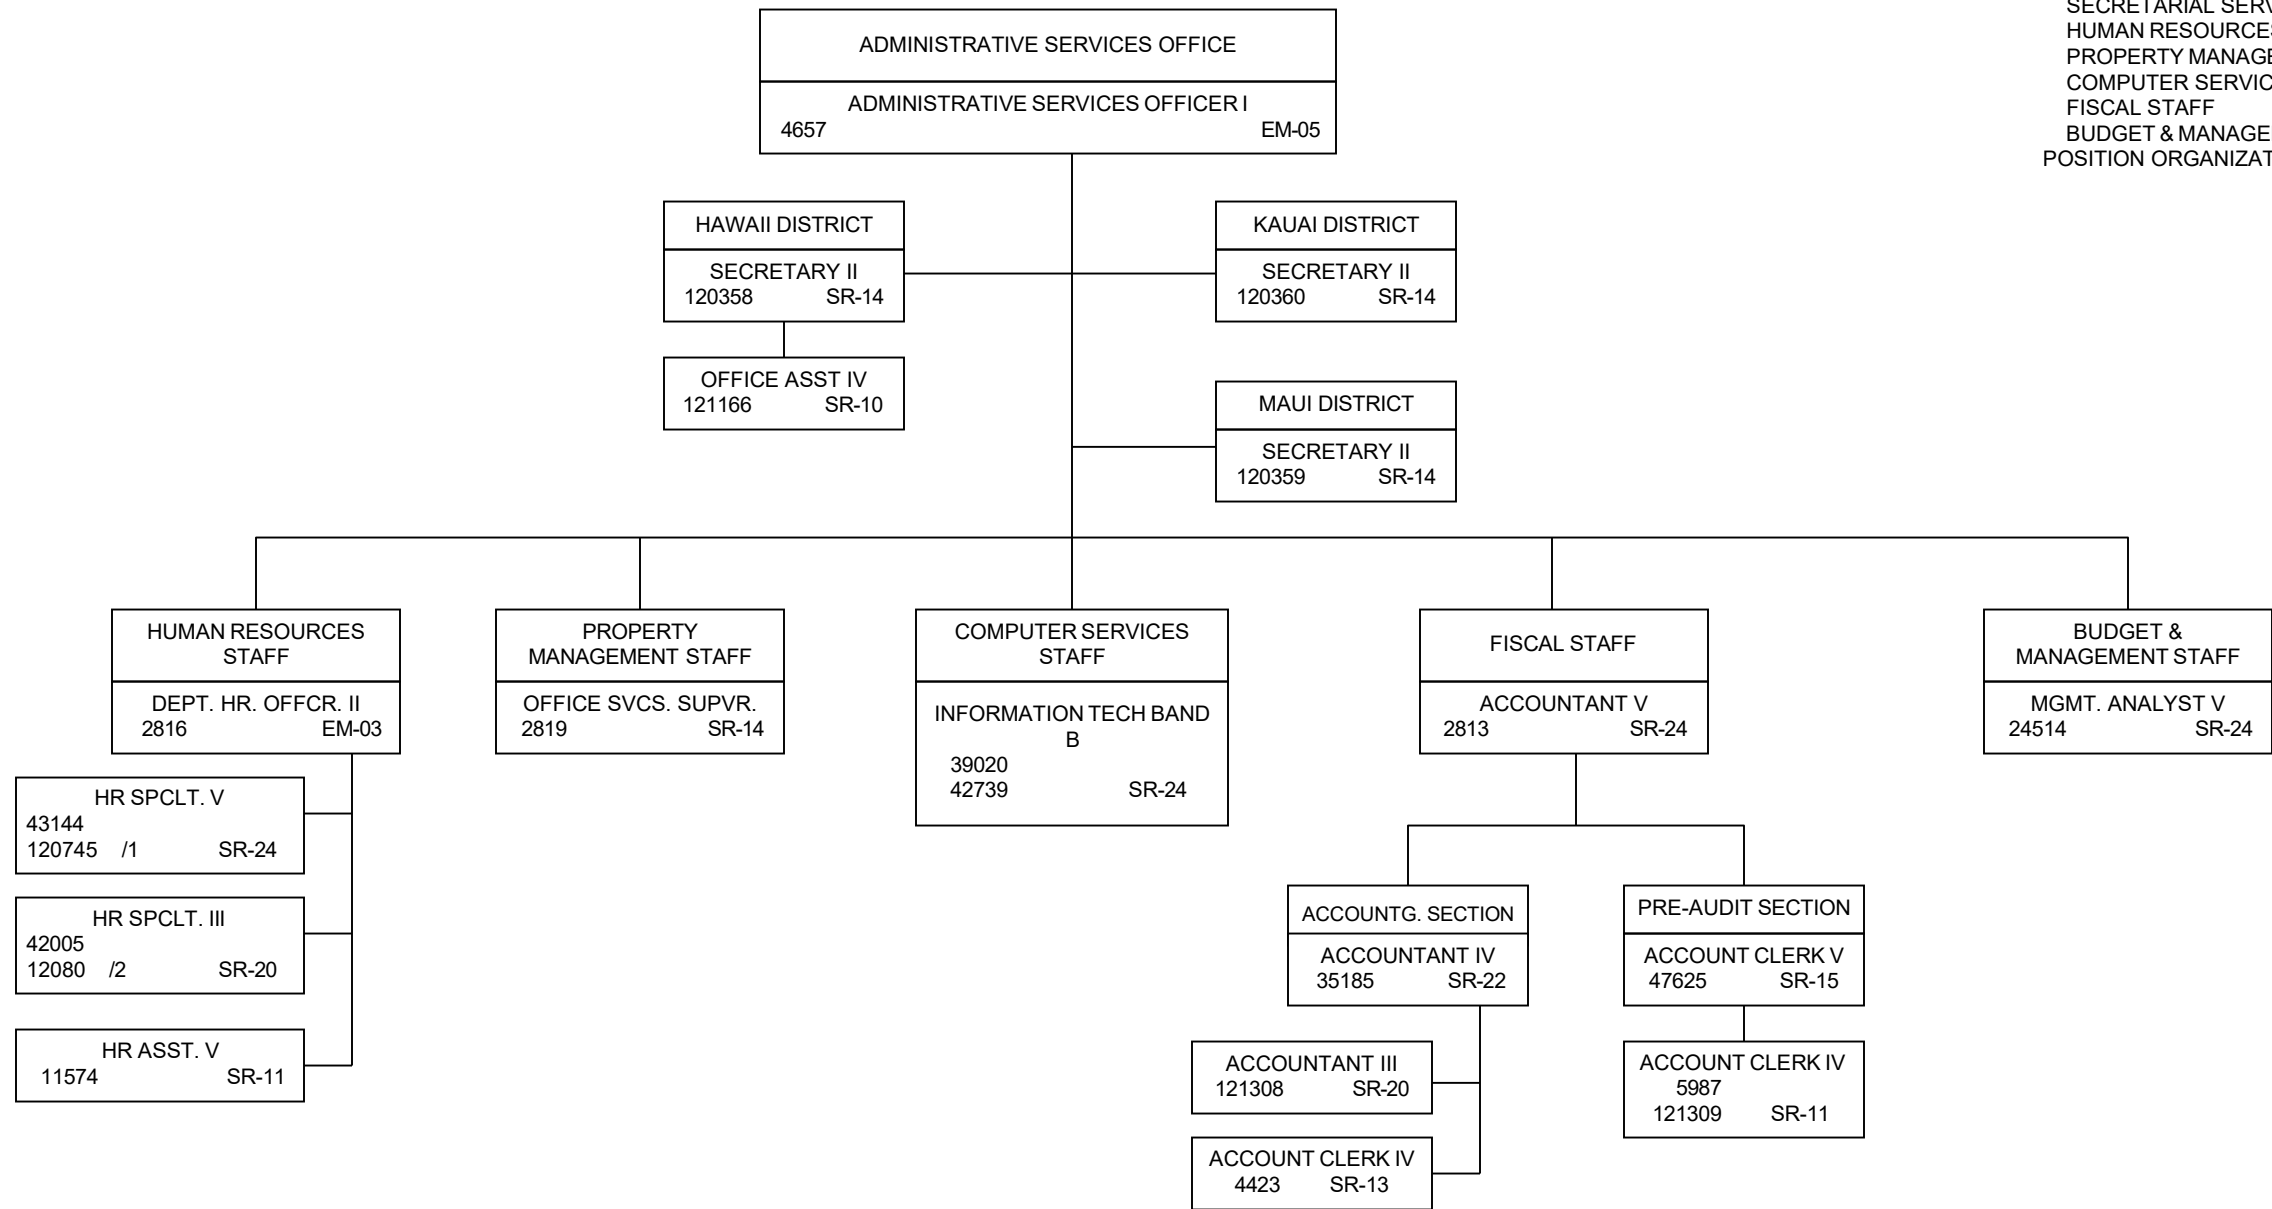 SECRETARIAL SERV
HUMAN RESOURCES
PROPERTY MANAGE
COMPUTER SERVIC
FISCAL STAFF
BUDGET & MANAGE
POSITION ORGANIZAT
ADMINISTRATIVE SERVICES OFFICE
ADMINISTRATIVE SERVICES OFFICER I
4657 EM-05
HAWAII DISTRICT
SECRETARY II
120358 SR-14
OFFICE ASST IV
121166 SR-10
KAUAI DISTRICT
SECRETARY II
120360 SR-14
MAUI DISTRICT
SECRETARY II
120359 SR-14
HUMAN RESOURCES
STAFF
DEPT. HR. OFFCR. II
2816 EM-03
HR SPCLT. V
43144
120745 /1 SR-24
HR SPCLT. III
42005
12080 /2 SR-20
HR ASST. V
11574 SR-11
PROPERTY
MANAGEMENT STAFF
OFFICE SVCS. SUPVR.
2819 SR-14
COMPUTER SERVICES
STAFF
INFORMATION TECH BAND
B
39020
42739 SR-24
FISCAL STAFF
ACCOUNTANT V
2813 SR-24
ACCOUNTG. SECTION
ACCOUNTANT IV
35185 SR-22
ACCOUNTANT III
121308 SR-20
ACCOUNT CLERK IV
4423 SR-13
PRE-AUDIT SECTION
ACCOUNT CLERK V
47625 SR-15
ACCOUNT CLERK IV
5987
121309 SR-11
BUDGET &
MANAGEMENT STAFF
MGMT. ANALYST V
24514 SR-24